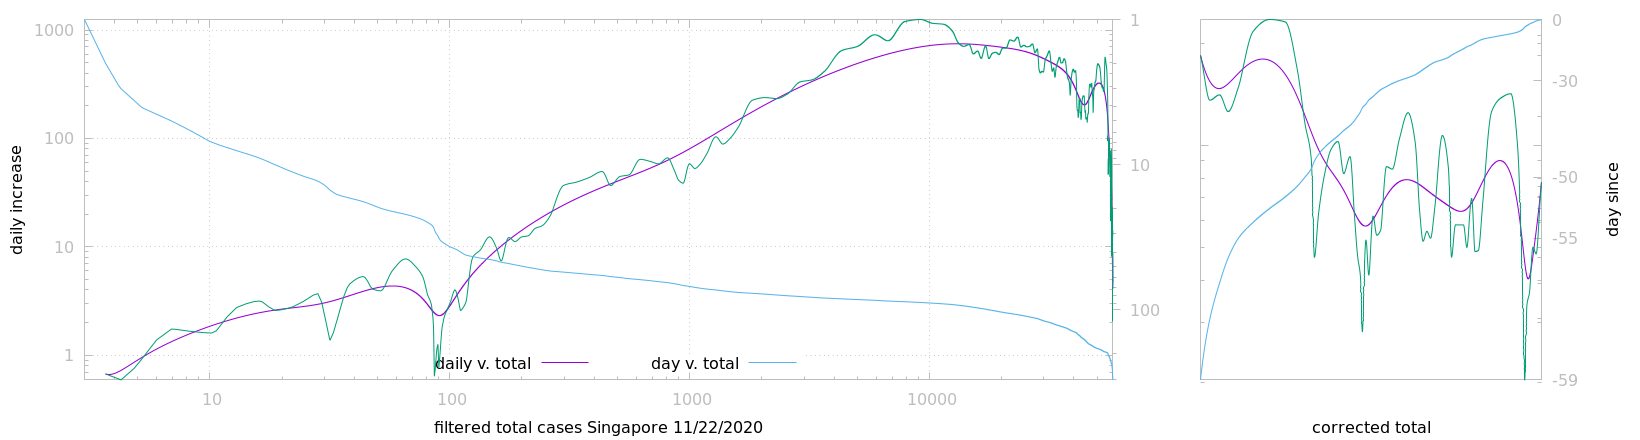 1000
100
10
1
daily increase
10
100
1000
10000
filtered total cases Singapore 11/22/2020
daily v. total
day v. total
1
10
100
0
-30
-50
-55
-59
day since
corrected total